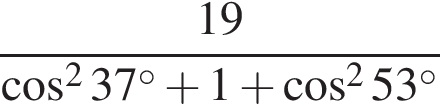 19
cos² 37° + 1 + cos² 53°